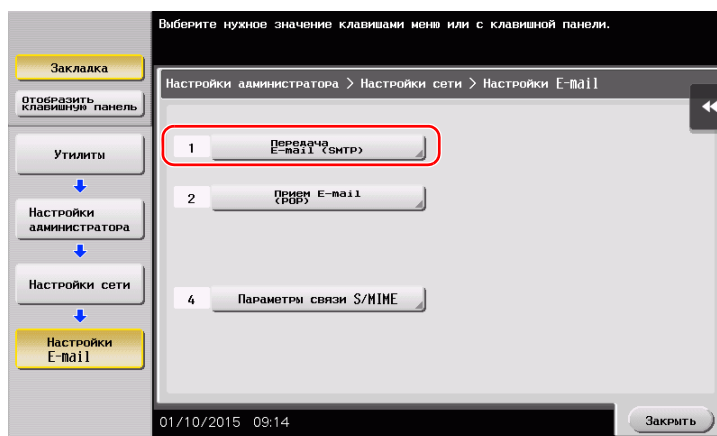 Выберите нужное значение клавишами меню или с клавишной панели.
Закладка
Отобразить
клавишную панель
Утилиты
Настройки
администратора
Настройки сети
Настройки
E-mail
Настройки администратора > Настройки сети > Настройки E-mail
1
Передача
E-mail (SMTP)
2
Прием E-mail
(POP)
4
Параметры связи S/MIME
01/10/2015 09:14
Закрыть